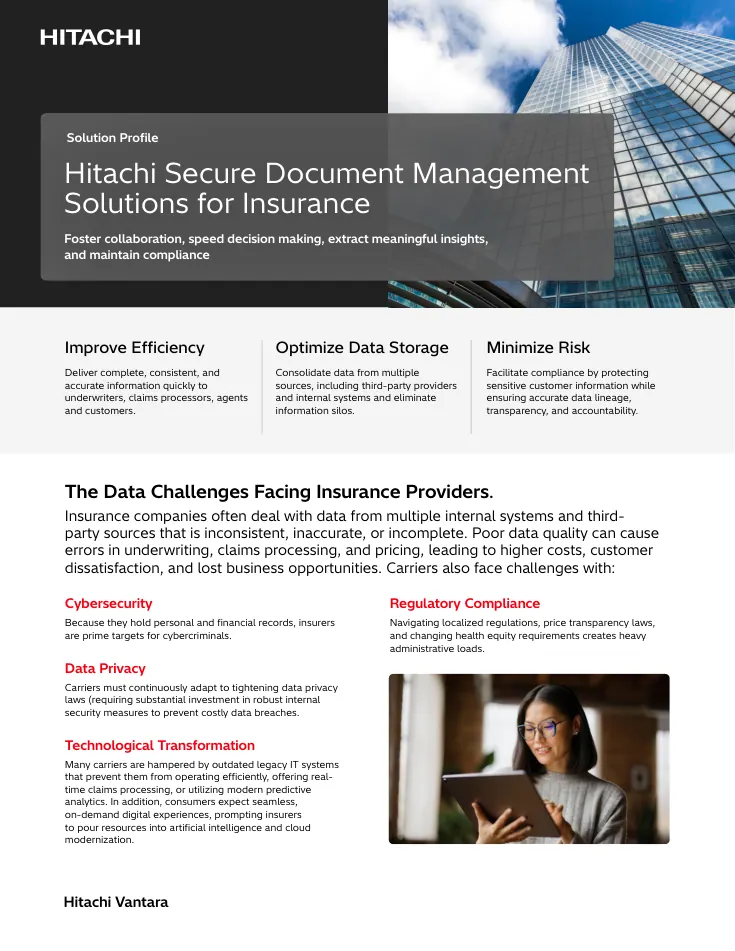 HITACHI
Solution Profile
Hitachi Secure Document Management
Solutions for Insurance
Foster collaboration, speed decision making, extract meaningful insights,
and maintain compliance
Improve Efficiency
Deliver complete, consistent, and
accurate information quickly to
underwriters, claims processors, agents
and customers.
Optimize Data Storage
Consolidate data from multiple
sources, including third-party providers
and internal systems and eliminate
information silos.
Minimize Risk
Facilitate compliance by protecting
sensitive customer information while
ensuring accurate data lineage,
transparency, and accountability.
The Data Challenges Facing Insurance Providers.
Insurance companies often deal with data from multiple internal systems and third-
party sources that is inconsistent, inaccurate, or incomplete. Poor data quality can cause
errors in underwriting, claims processing, and pricing, leading to higher costs, customer
dissatisfaction, and lost business opportunities. Carriers also face challenges with:
Cybersecurity
Because they hold personal and financial records, insurers
are prime targets for cybercriminals.
Data Privacy
Carriers must continuously adapt to tightening data privacy
laws (requiring substantial investment in robust internal
security measures to prevent costly data breaches.
Technological Transformation
Many carriers are hampered by outdated legacy IT systems
that prevent them from operating efficiently, offering real-
time claims processing, or utilizing modern predictive
analytics. In addition, consumers expect seamless,
on-demand digital experiences, prompting insurers
to pour resources into artificial intelligence and cloud
modernization.
Regulatory Compliance
Navigating localized regulations, price transparency laws,
and changing health equity requirements creates heavy
administrative loads.
Hitachi Vantara